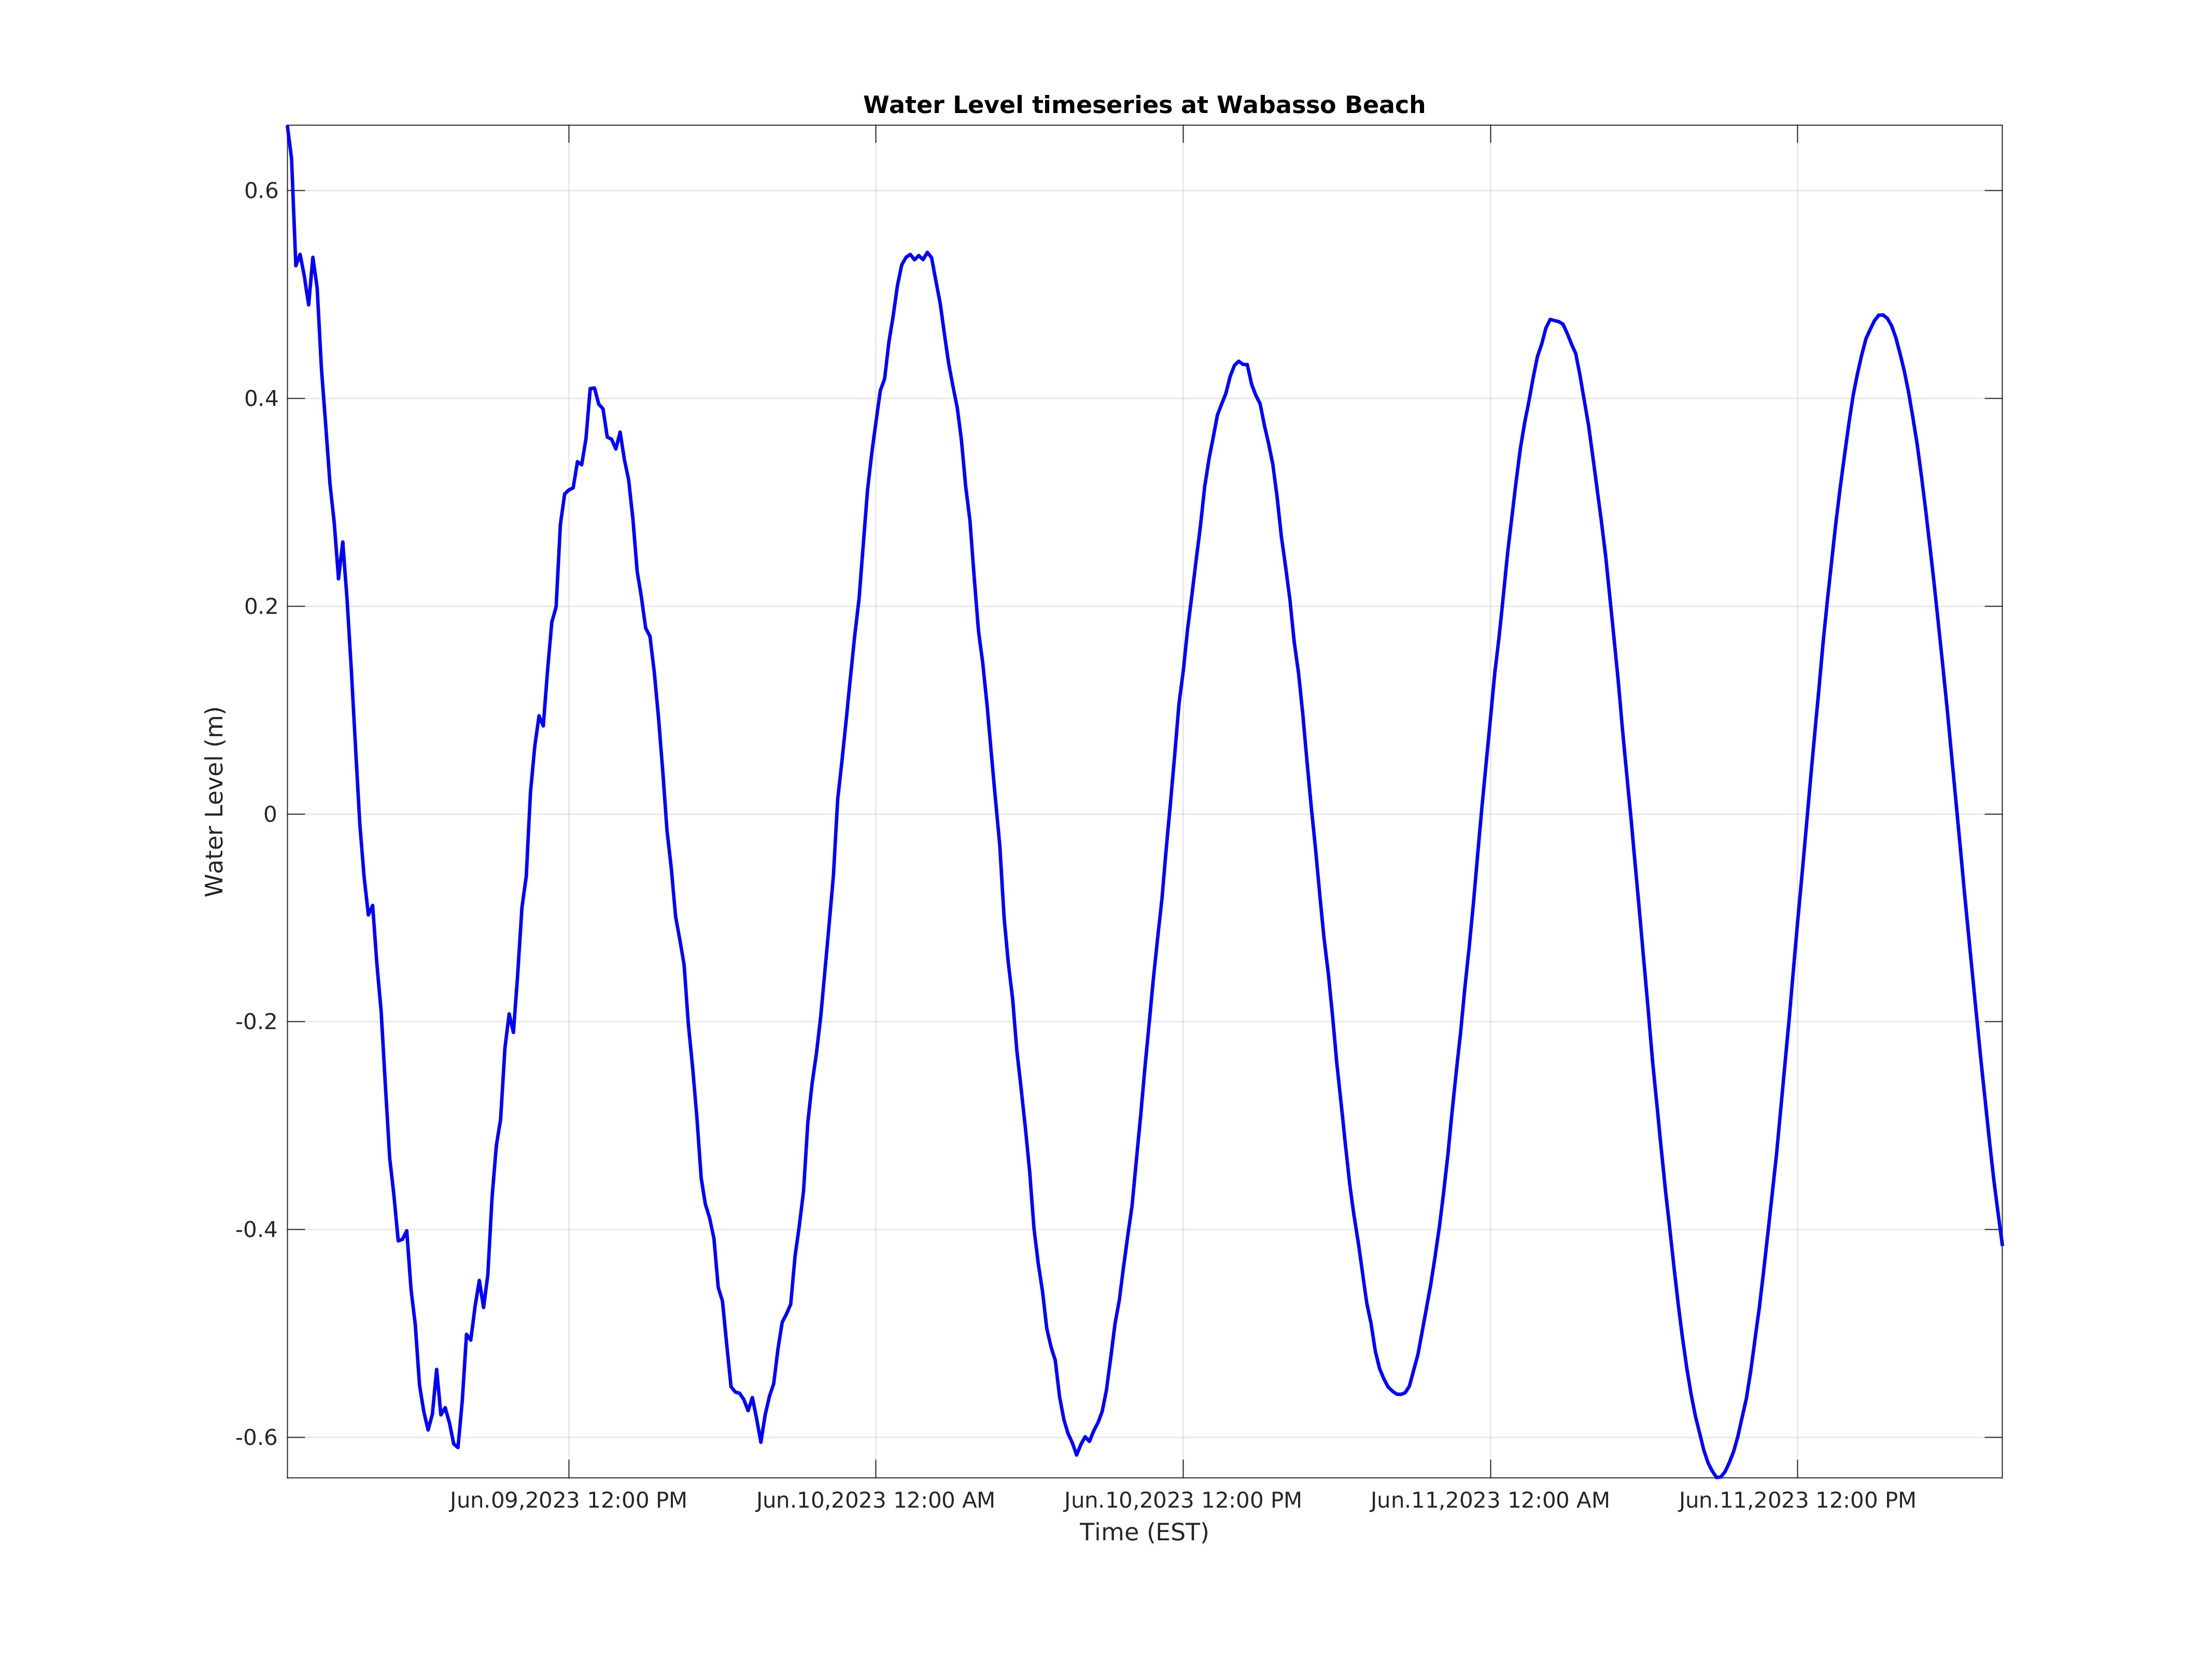 Water Level timeseries at Wabasso Beach
0.6
0.4
0.2
0
-0.2
-0.4
-0.6
Water Level (m)
Jun.09,2023 12:00 PM
Jun.10,2023 12:00 AM
Jun.10,2023 12:00 PM
Jun.11,2023 12:00 AM
Jun.11,2023 12:00 PM
Time (EST)